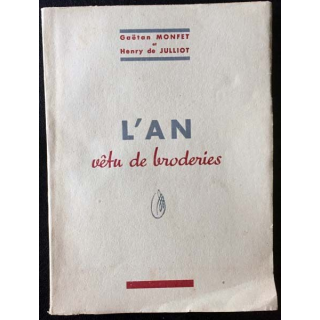 Gaëtan MONFET
et
Henry de JULLIOT
L'AN
vêtu de broderies